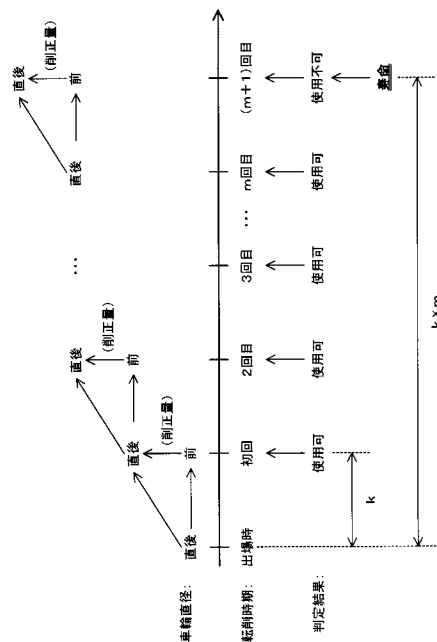 車輪直径: 直後 前 直後 (削正量) 前 直後 (削正量) … 直後 前 直後 (削正量)
転削時期: 出場時 初回 2回目 3回目 … m回目 (m+1)回目
判定結果: 使用可 使用可 使用可 使用可 使用不可
寿命
k
k×m